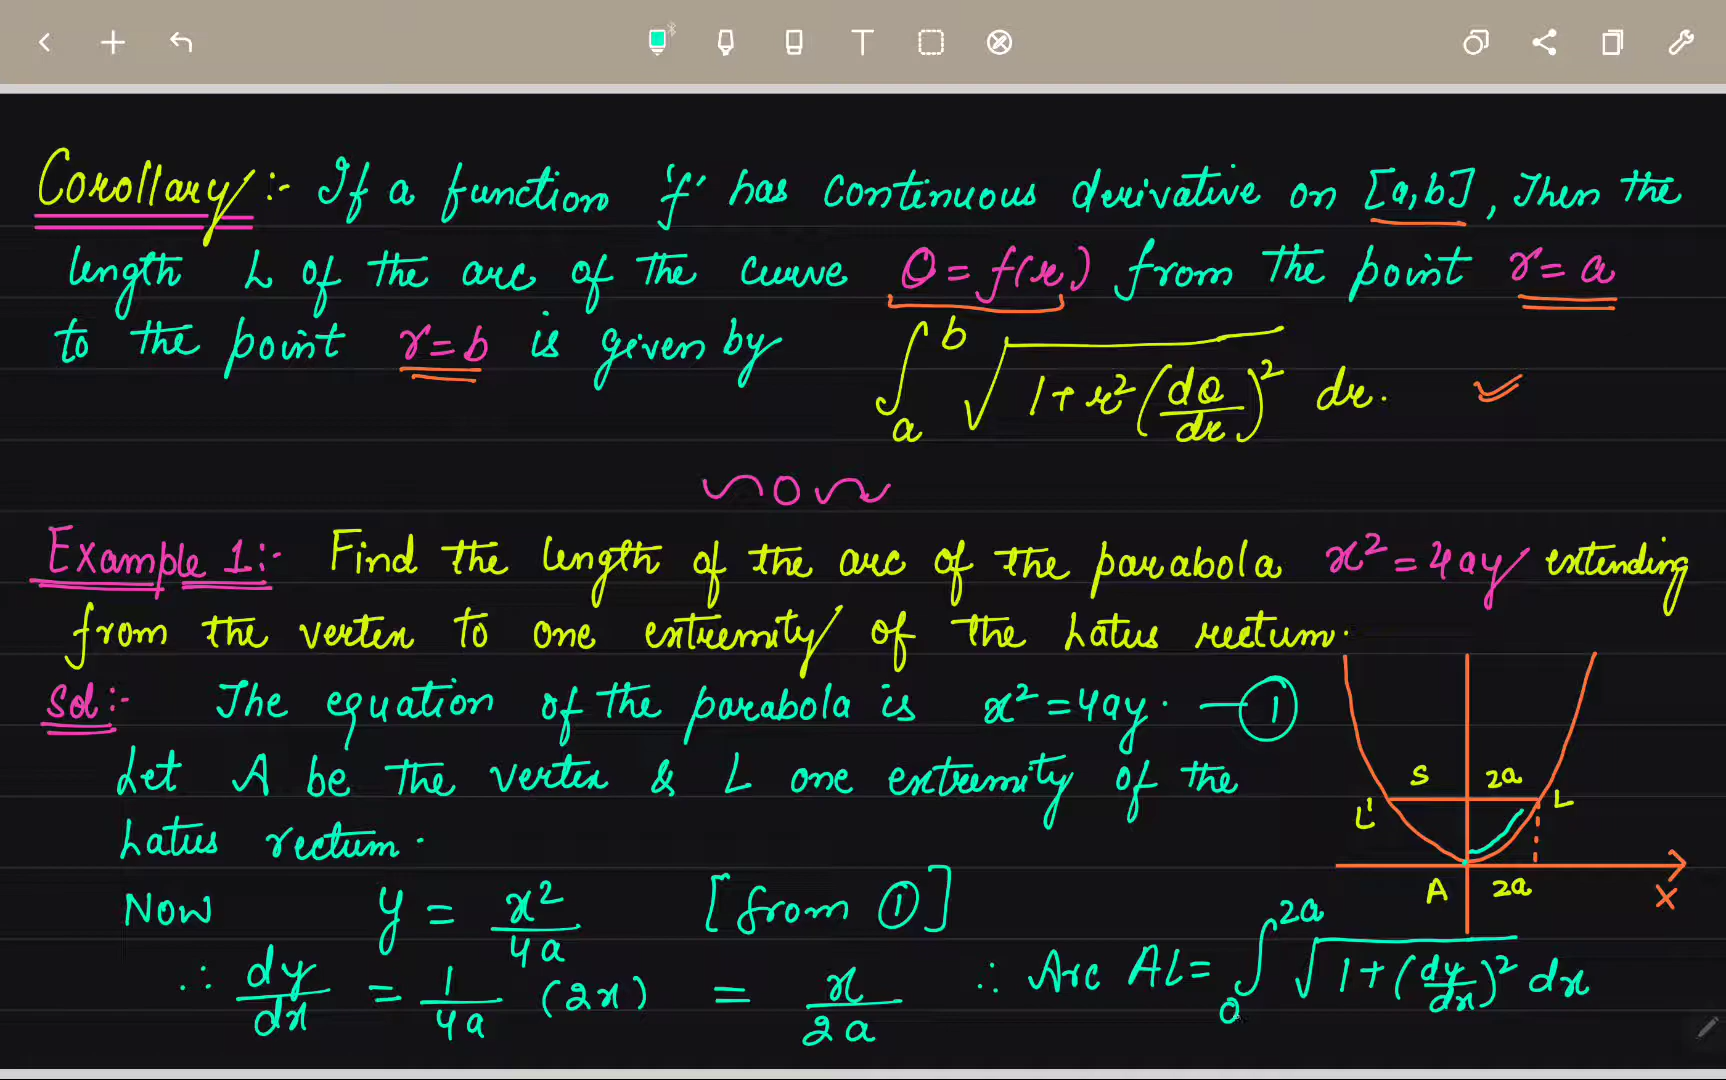 Corollary :- If a function 'f' has continuous derivative on [a,b], Then the
length L of the arc of the curve θ = f(r) from the point r = a
to the point r = b is given by ∫_a^b √(1 + r² (dθ/dr)²) dr.
Example 1:- Find the length of the arc of the parabola x² = 4ay extending
from the vertex to one extremity of the Latus rectum.
Sol:- The equation of the parabola is x² = 4ay. — ①
Let A be the vertex & L one extremity of the
Latus rectum.
S 2a
L' L
A 2a X
Now y = x²/4a [from ①]
∴ dy/dx = 1/4a (2x) = x/2a ∴ Arc AL = ∫_0^2a √(1 + (dy/dx)²) dx